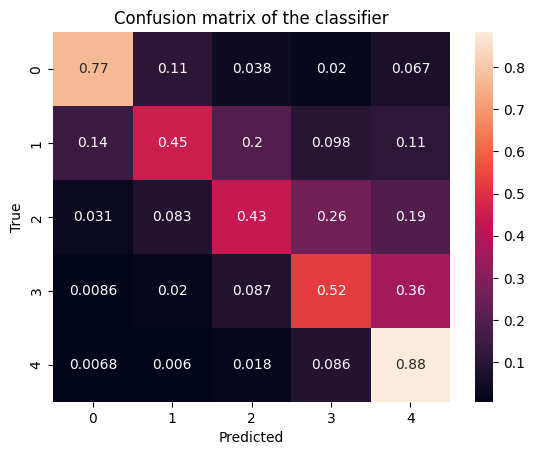 Confusion matrix of the classifier
True
0 0.77 0.11 0.038 0.02 0.067
1 0.14 0.45 0.2 0.098 0.11
2 0.031 0.083 0.43 0.26 0.19
3 0.0086 0.02 0.087 0.52 0.36
4 0.0068 0.006 0.018 0.086 0.88
0 1 2 3 4
Predicted
0.8
0.7
0.6
0.5
0.4
0.3
0.2
0.1